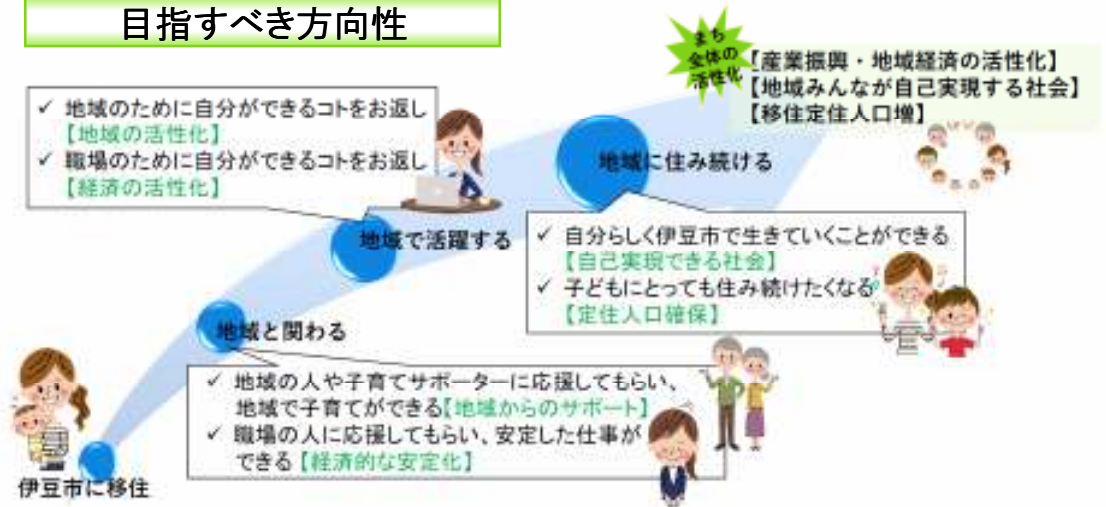 目指すべき方向性
まち
全体の
活性化
【産業振興・地域経済の活性化】
【地域みんなが自己実現する社会】
【移住定住人口増】
✓ 地域のために自分ができるコトをお返し
【地域の活性化】
✓ 職場のために自分ができるコトをお返し
【経済の活性化】
地域に住み続ける
地域で活躍する
✓ 自分らしく伊豆市で生きていくことができる
【自己実現できる社会】
✓ 子どもにとっても住み続けたくなる
【定住人口確保】
地域と関わる
✓ 地域の人や子育てサポーターに応援してもらい、
地域で子育てができる【地域からのサポート】
✓ 職場の人に応援してもらい、安定した仕事が
できる【経済的な安定化】
伊豆市に移住